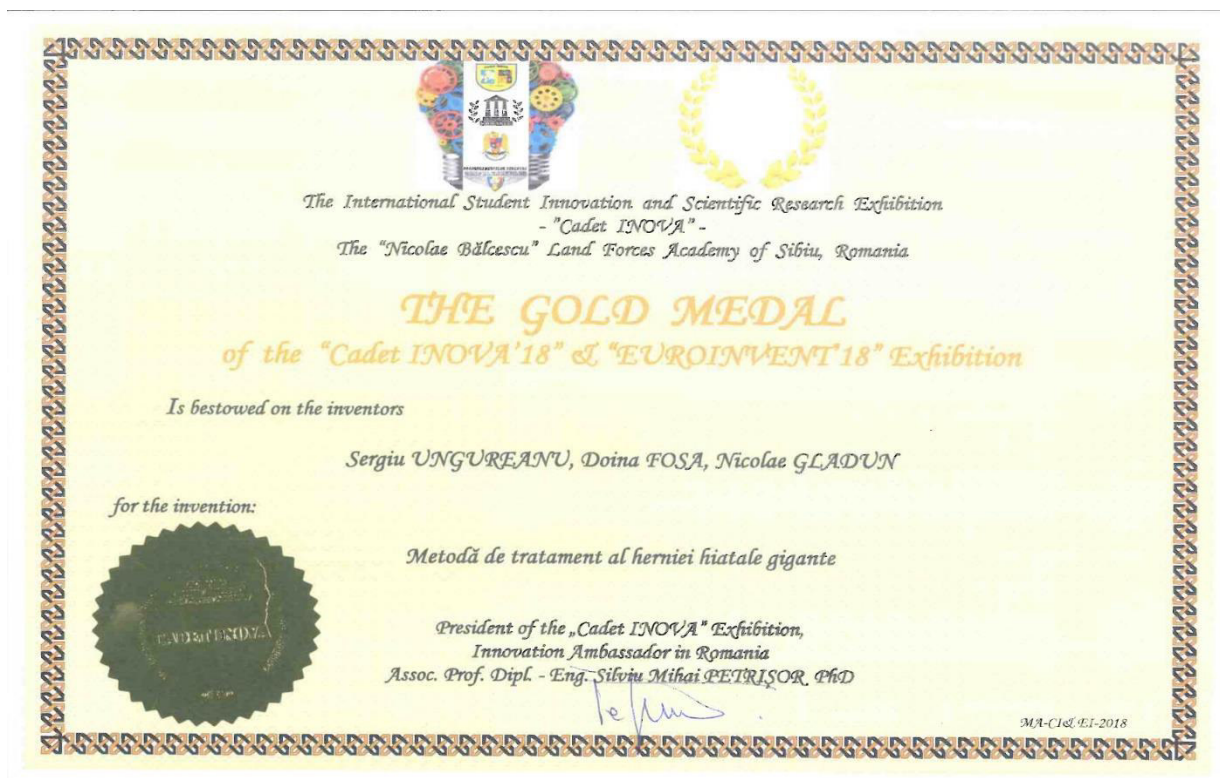 The International Student Innovation and Scientific Research Exhibition
- "Cadet INOVA" -
The "Nicolae Bălcescu" Land Forces Academy of Sibiu, Romania
THE GOLD MEDAL
of the "Cadet INOVA'18" & "EUROINVENT'18" Exhibition
Is bestowed on the inventors
Sergiu UNGUREANU, Doina FOSA, Nicolae GLADUN
for the invention:
Metodă de tratament al herniei hiatale gigante
CADET INOVA
President of the „Cadet INOVA" Exhibition,
Innovation Ambassador in Romania
Assoc. Prof. Dipl. - Eng. Silviu Mihai PETRIŞOR, PhD
MA-CI&EI-2018